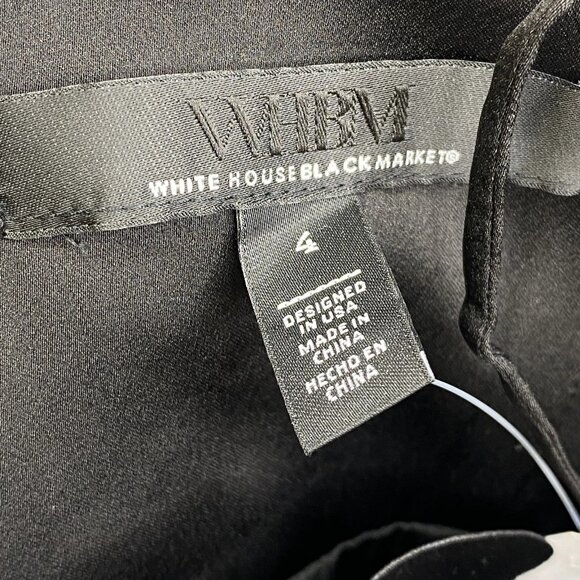 WHBM
WHITE HOUSE BLACK MARKET©
4
DESIGNED
IN USA
MADE IN
CHINA
HECHO EN
CHINA